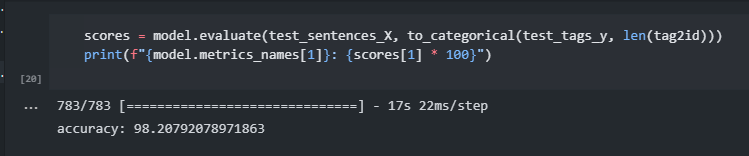 scores = model.evaluate(test_sentences_X, to_categorical(test_tags_y, len(tag2id)))
print(f"{model.metrics_names[1]}: {scores[1] * 100}")
[20]
... 783/783 [==============================] - 17s 22ms/step
accuracy: 98.20792078971863